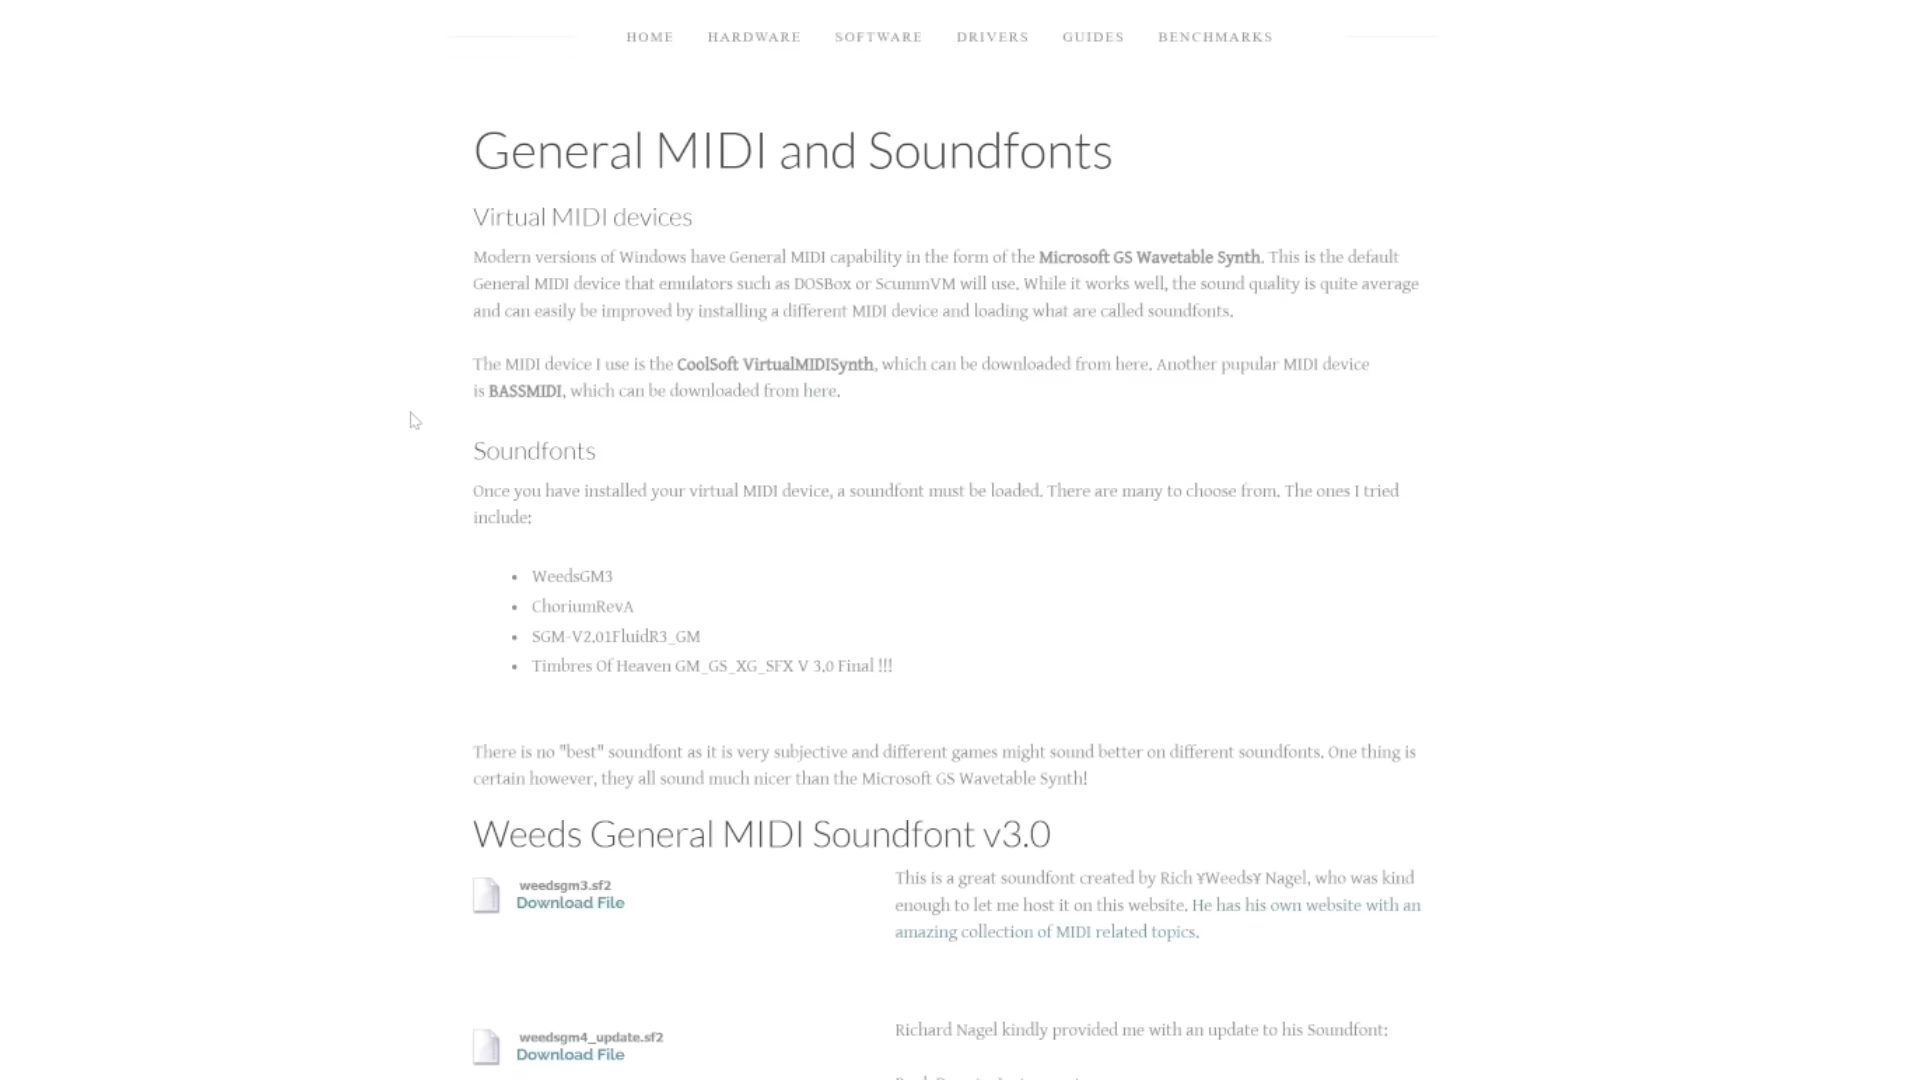 HOME HARDWARE SOFTWARE DRIVERS GUIDES BENCHMARKS
General MIDI and Soundfonts
Virtual MIDI devices
Modern versions of Windows have General MIDI capability in the form of the Microsoft GS Wavetable Synth. This is the default
General MIDI device that emulators such as DOSBox or ScummVM will use. While it works well, the sound quality is quite average
and can easily be improved by installing a different MIDI device and loading what are called soundfonts.
The MIDI device I use is the CoolSoft VirtualMIDISynth, which can be downloaded from here. Another pupular MIDI device
is BASSMIDI, which can be downloaded from here.
Soundfonts
Once you have installed your virtual MIDI device, a soundfont must be loaded. There are many to choose from. The ones I tried
include:
• WeedsGM3
• ChoriumRevA
• SGM-V2.01FluidR3_GM
• Timbres Of Heaven GM_GS_XG_SFX V 3.0 Final !!!
There is no "best" soundfont as it is very subjective and different games might sound better on different soundfonts. One thing is
certain however, they all sound much nicer than the Microsoft GS Wavetable Synth!
Weeds General MIDI Soundfont v3.0
weedsgm3.sf2
Download File
This is a great soundfont created by Rich ¥Weeds¥ Nagel, who was kind
enough to let me host it on this website. He has his own website with an
amazing collection of MIDI related topics.
weedsgm4_update.sf2
Download File
Richard Nagel kindly provided me with an update to his Soundfont: